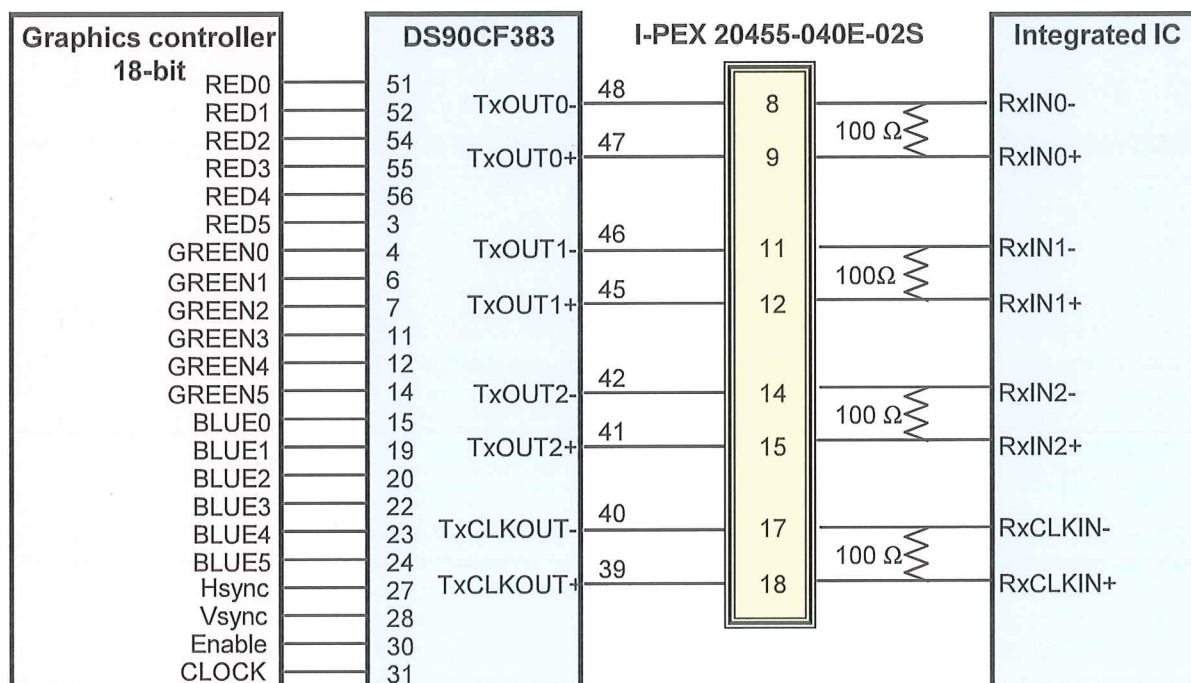 Graphics controller
18-bit
DS90CF383
I-PEX 20455-040E-02S
Integrated IC
RED0 51
RED1 52
RED2 54
RED3 55
RED4 56
RED5 3
GREEN0 4
GREEN1 6
GREEN2 7
GREEN3 11
GREEN4 12
GREEN5 14
BLUE0 15
BLUE1 19
BLUE2 20
BLUE3 22
BLUE4 23
BLUE5 24
Hsync 27
Vsync 28
Enable 30
CLOCK 31
TxOUT0- 48 8 RxIN0-
100 Ω
TxOUT0+ 47 9 RxIN0+
TxOUT1- 46 11 RxIN1-
100Ω
TxOUT1+ 45 12 RxIN1+
TxOUT2- 42 14 RxIN2-
100 Ω
TxOUT2+ 41 15 RxIN2+
TxCLKOUT- 40 17 RxCLKIN-
100 Ω
TxCLKOUT+ 39 18 RxCLKIN+